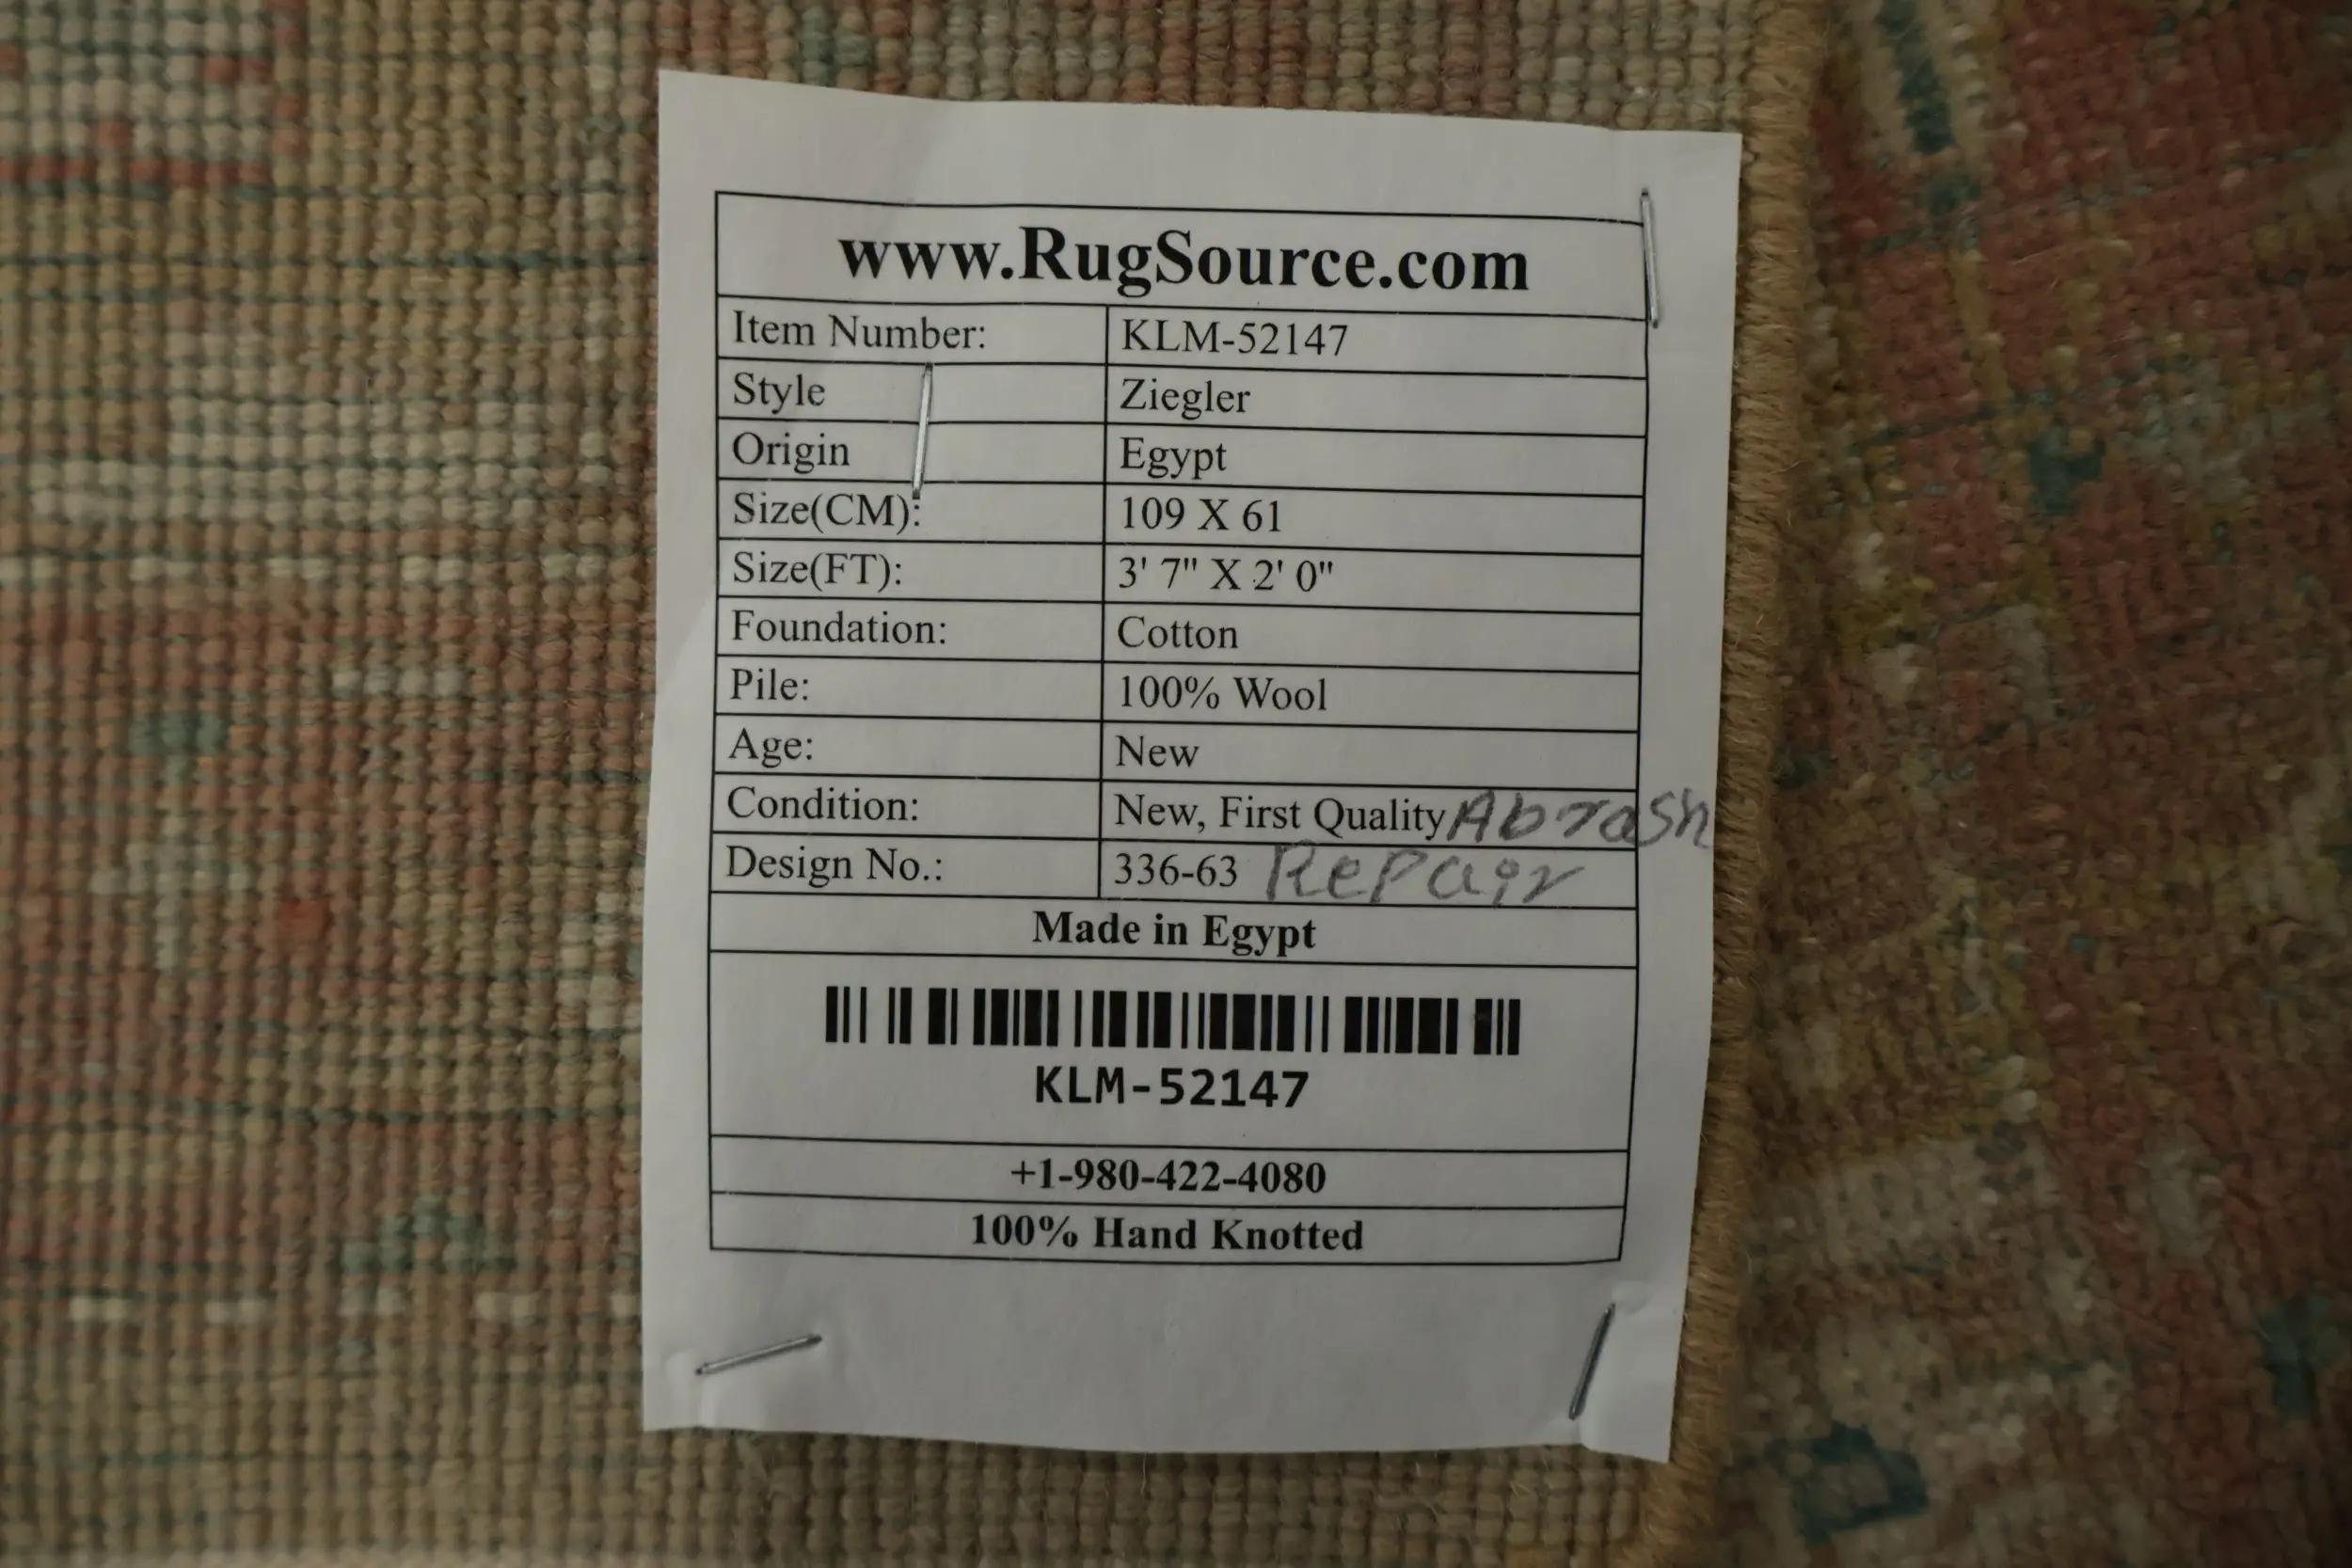 www.RugSource.com
Item Number: KLM-52147
Style Ziegler
Origin Egypt
Size(CM): 109 X 61
Size(FT): 3' 7" X 2' 0"
Foundation: Cotton
Pile: 100% Wool
Age: New
Condition: New, First Quality Abrash
Design No.: 336-63 Repair
Made in Egypt
KLM-52147
+1-980-422-4080
100% Hand Knotted